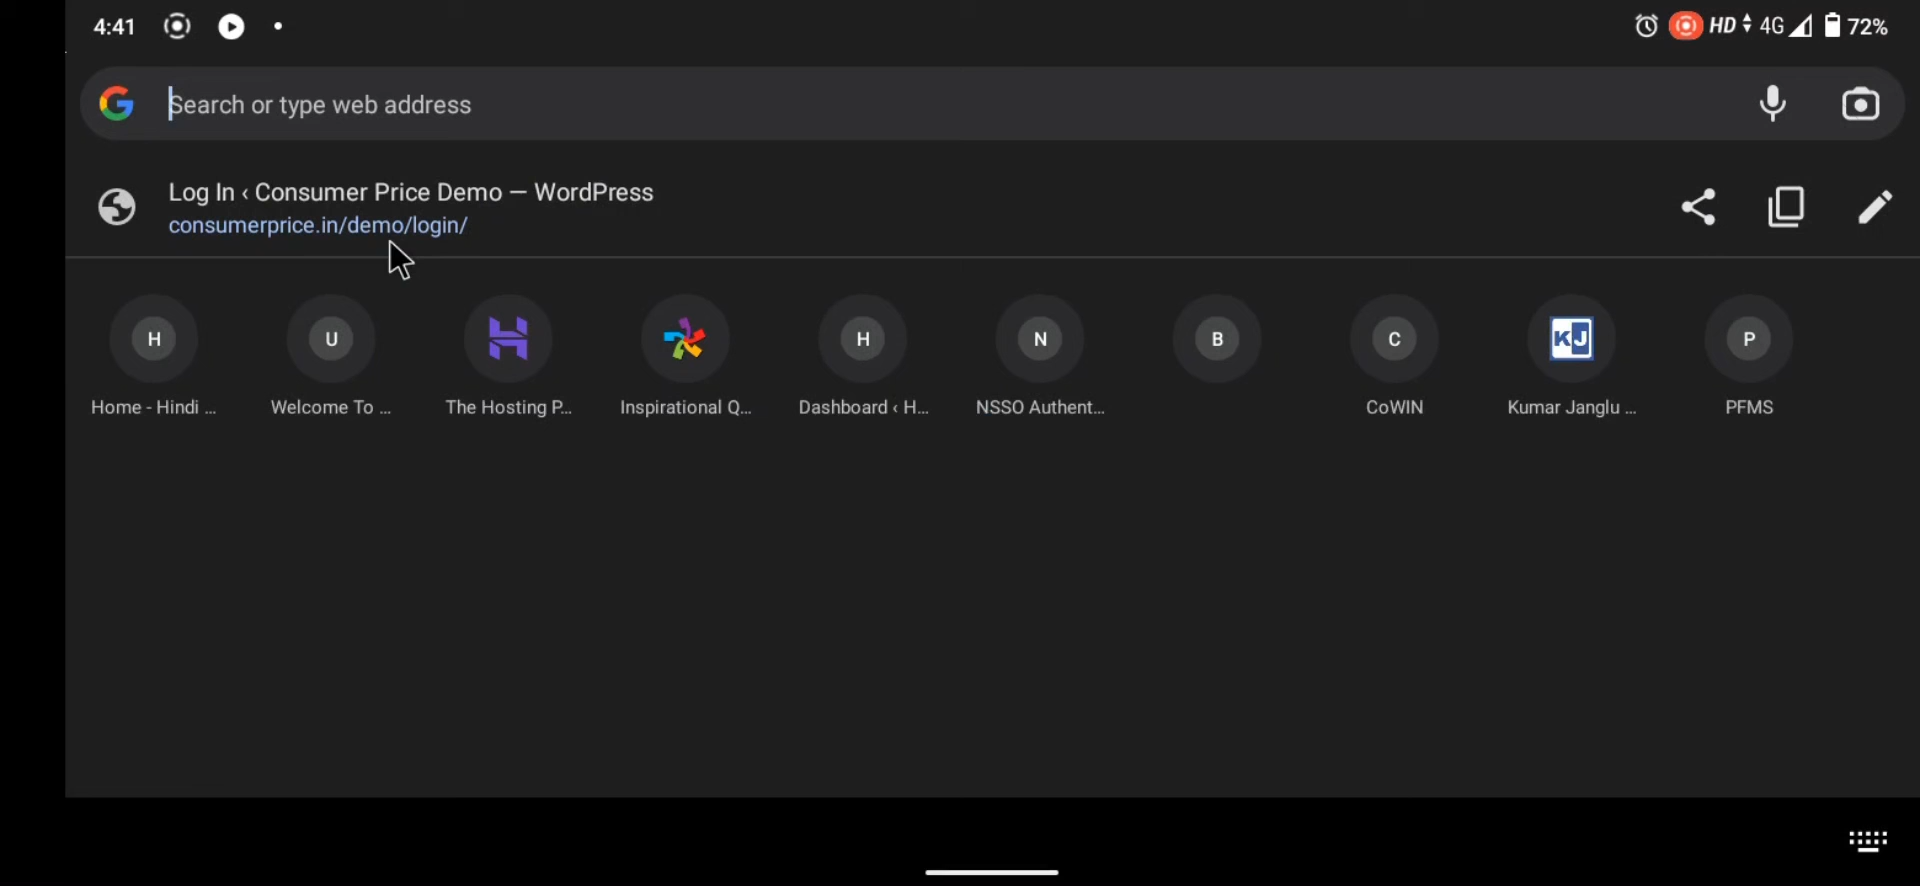 4:41
HD 4G 72%
Search or type web address
Log In ‹ Consumer Price Demo — WordPress
consumerprice.in/demo/login/
H U H N B C KJ P
Home - Hindi ... Welcome To ... The Hosting P... Inspirational Q... Dashboard ‹ H... NSSO Authent... CoWIN Kumar Janglu ... PFMS